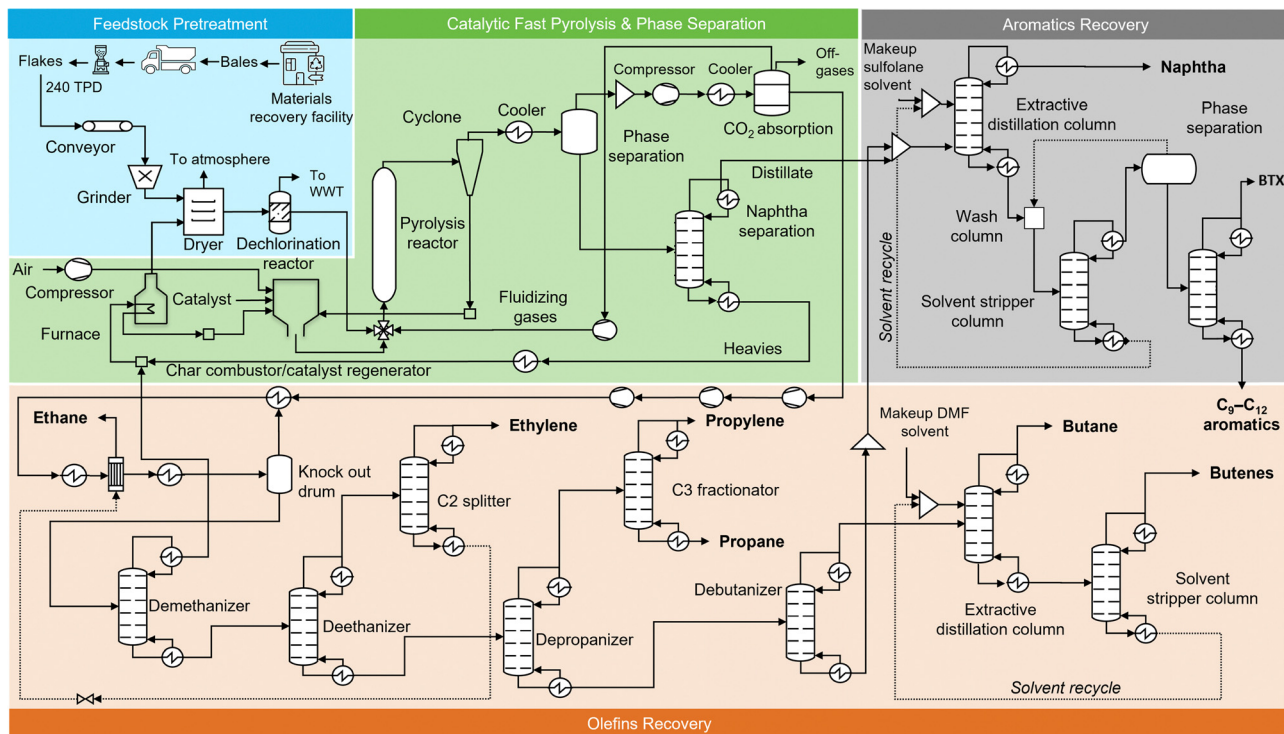 Feedstock Pretreatment
Catalytic Fast Pyrolysis & Phase Separation
Aromatics Recovery
Flakes
Bales
240 TPD
Materials
recovery facility
Conveyor
To atmosphere
To
WWT
Grinder
Dryer
Dechlorination
reactor
Cyclone
Cooler
Compressor
Cooler
Off-
gases
CO2 absorption
Phase
separation
Distillate
Naphtha
separation
Pyrolysis
reactor
Air
Compressor
Catalyst
Furnace
Fluidizing
gases
Heavies
Char combustor/catalyst regenerator
Makeup
sulfolane
solvent
Naphtha
Extractive
distillation column
Phase
separation
BTX
Wash
column
Solvent recycle
Solvent stripper
column
C9–C12
aromatics
Ethane
Knock out
drum
Ethylene
C2 splitter
Propylene
C3 fractionator
Propane
Demethanizer
Deethanizer
Depropanizer
Debutanizer
Makeup DMF
solvent
Butane
Butenes
Extractive
distillation column
Solvent
stripper column
Solvent recycle
Olefins Recovery